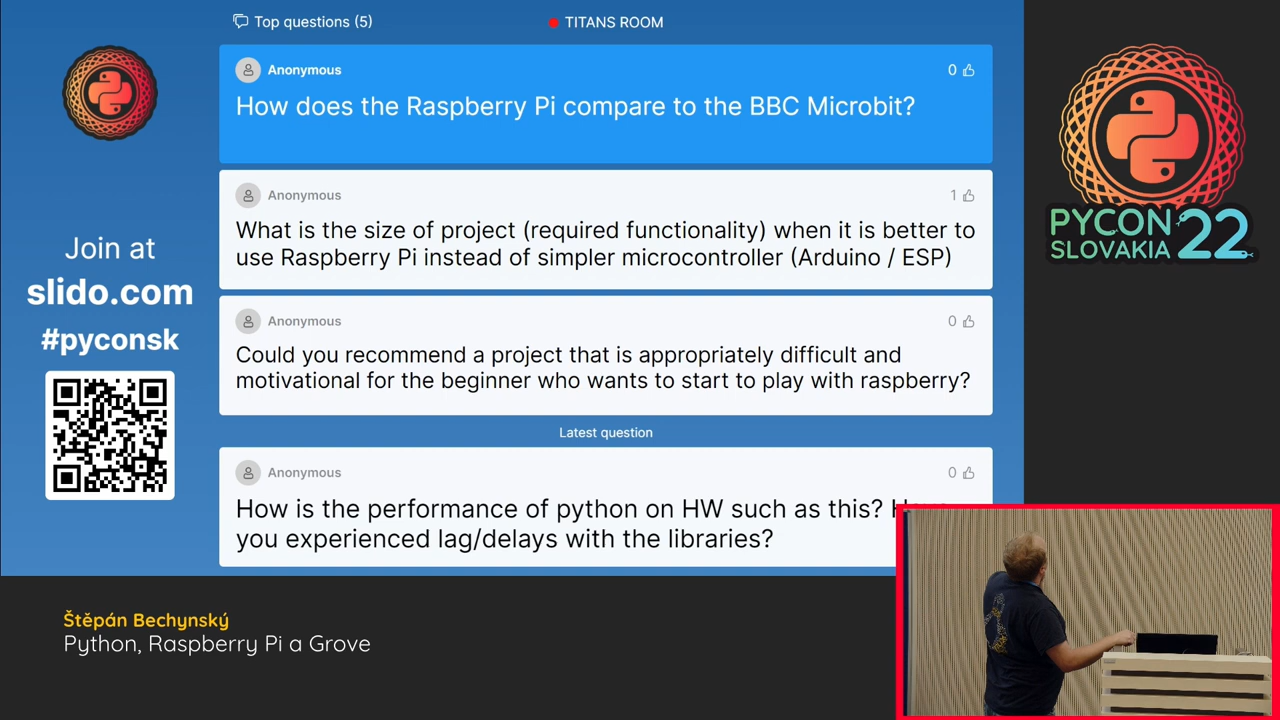 Top questions (5)
TITANS ROOM
Anonymous
0
How does the Raspberry Pi compare to the BBC Microbit?
Anonymous
1
What is the size of project (required functionality) when it is better to
use Raspberry Pi instead of simpler microcontroller (Arduino / ESP)
Anonymous
0
Could you recommend a project that is appropriately difficult and
motivational for the beginner who wants to start to play with raspberry?
Latest question
Anonymous
0
How is the performance of python on HW such as this?
you experienced lag/delays with the libraries?
Join at
slido.com
#pyconsk
PYCON
SLOVAKIA
22
Štěpán Bechynský
Python, Raspberry Pi a Grove